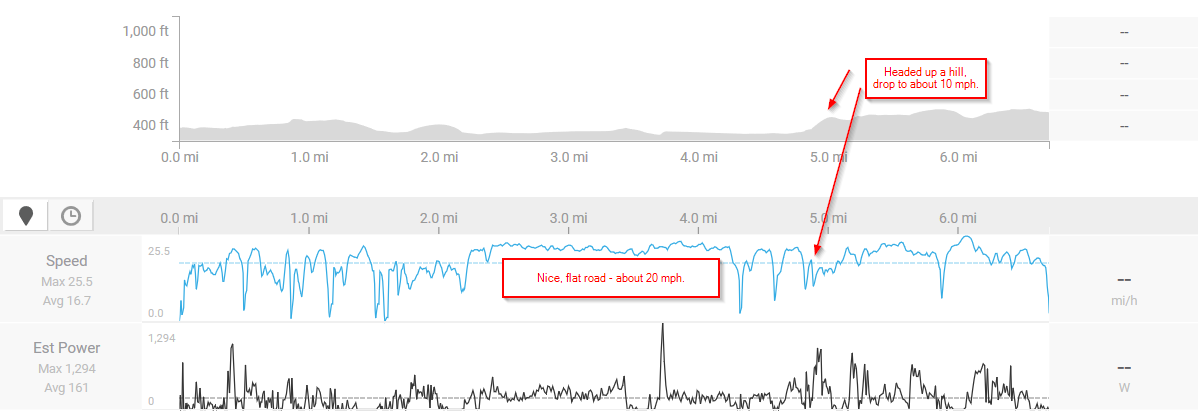 1,000 ft
--
Headed up a hill,
drop to about 10 mph.
800 ft
--
600 ft
--
400 ft
--
0.0 mi 1.0 mi 2.0 mi 3.0 mi 4.0 mi 5.0 mi 6.0 mi
0.0 mi 1.0 mi 2.0 mi 3.0 mi 4.0 mi 5.0 mi 6.0 mi
Speed
Max 25.5
Avg 16.7
25.5
0.0
Nice, flat road - about 20 mph.
--
mi/h
Est Power
Max 1,294
Avg 161
1,294
0
--
W